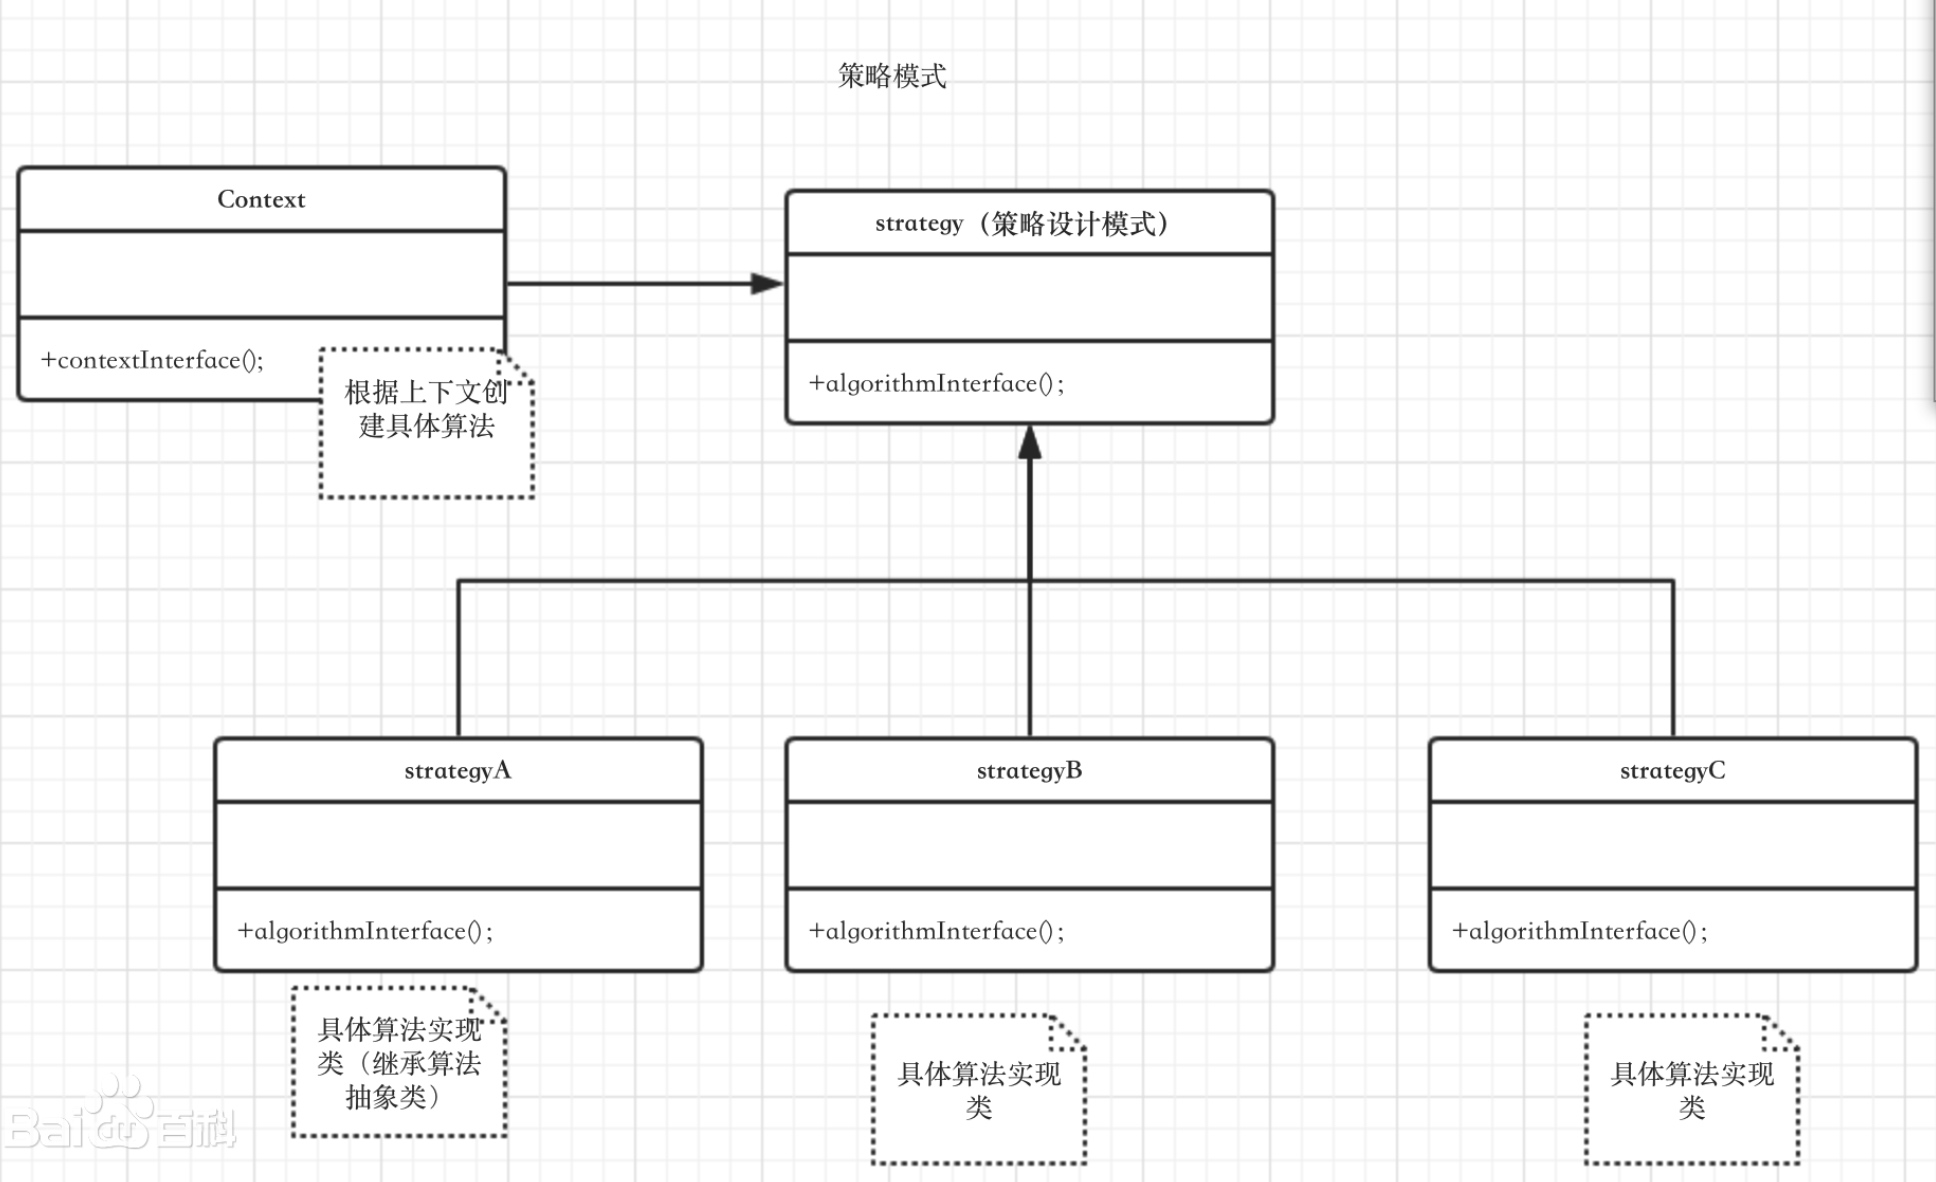 策略模式
Context
+contextInterface();
根据上下文创
建具体算法
strategy（策略设计模式）
+algorithmInterface();
strategyA
+algorithmInterface();
具体算法实现
类（继承算法
抽象类）
strategyB
+algorithmInterface();
具体算法实现
类
strategyC
+algorithmInterface();
具体算法实现
类
Bai百科